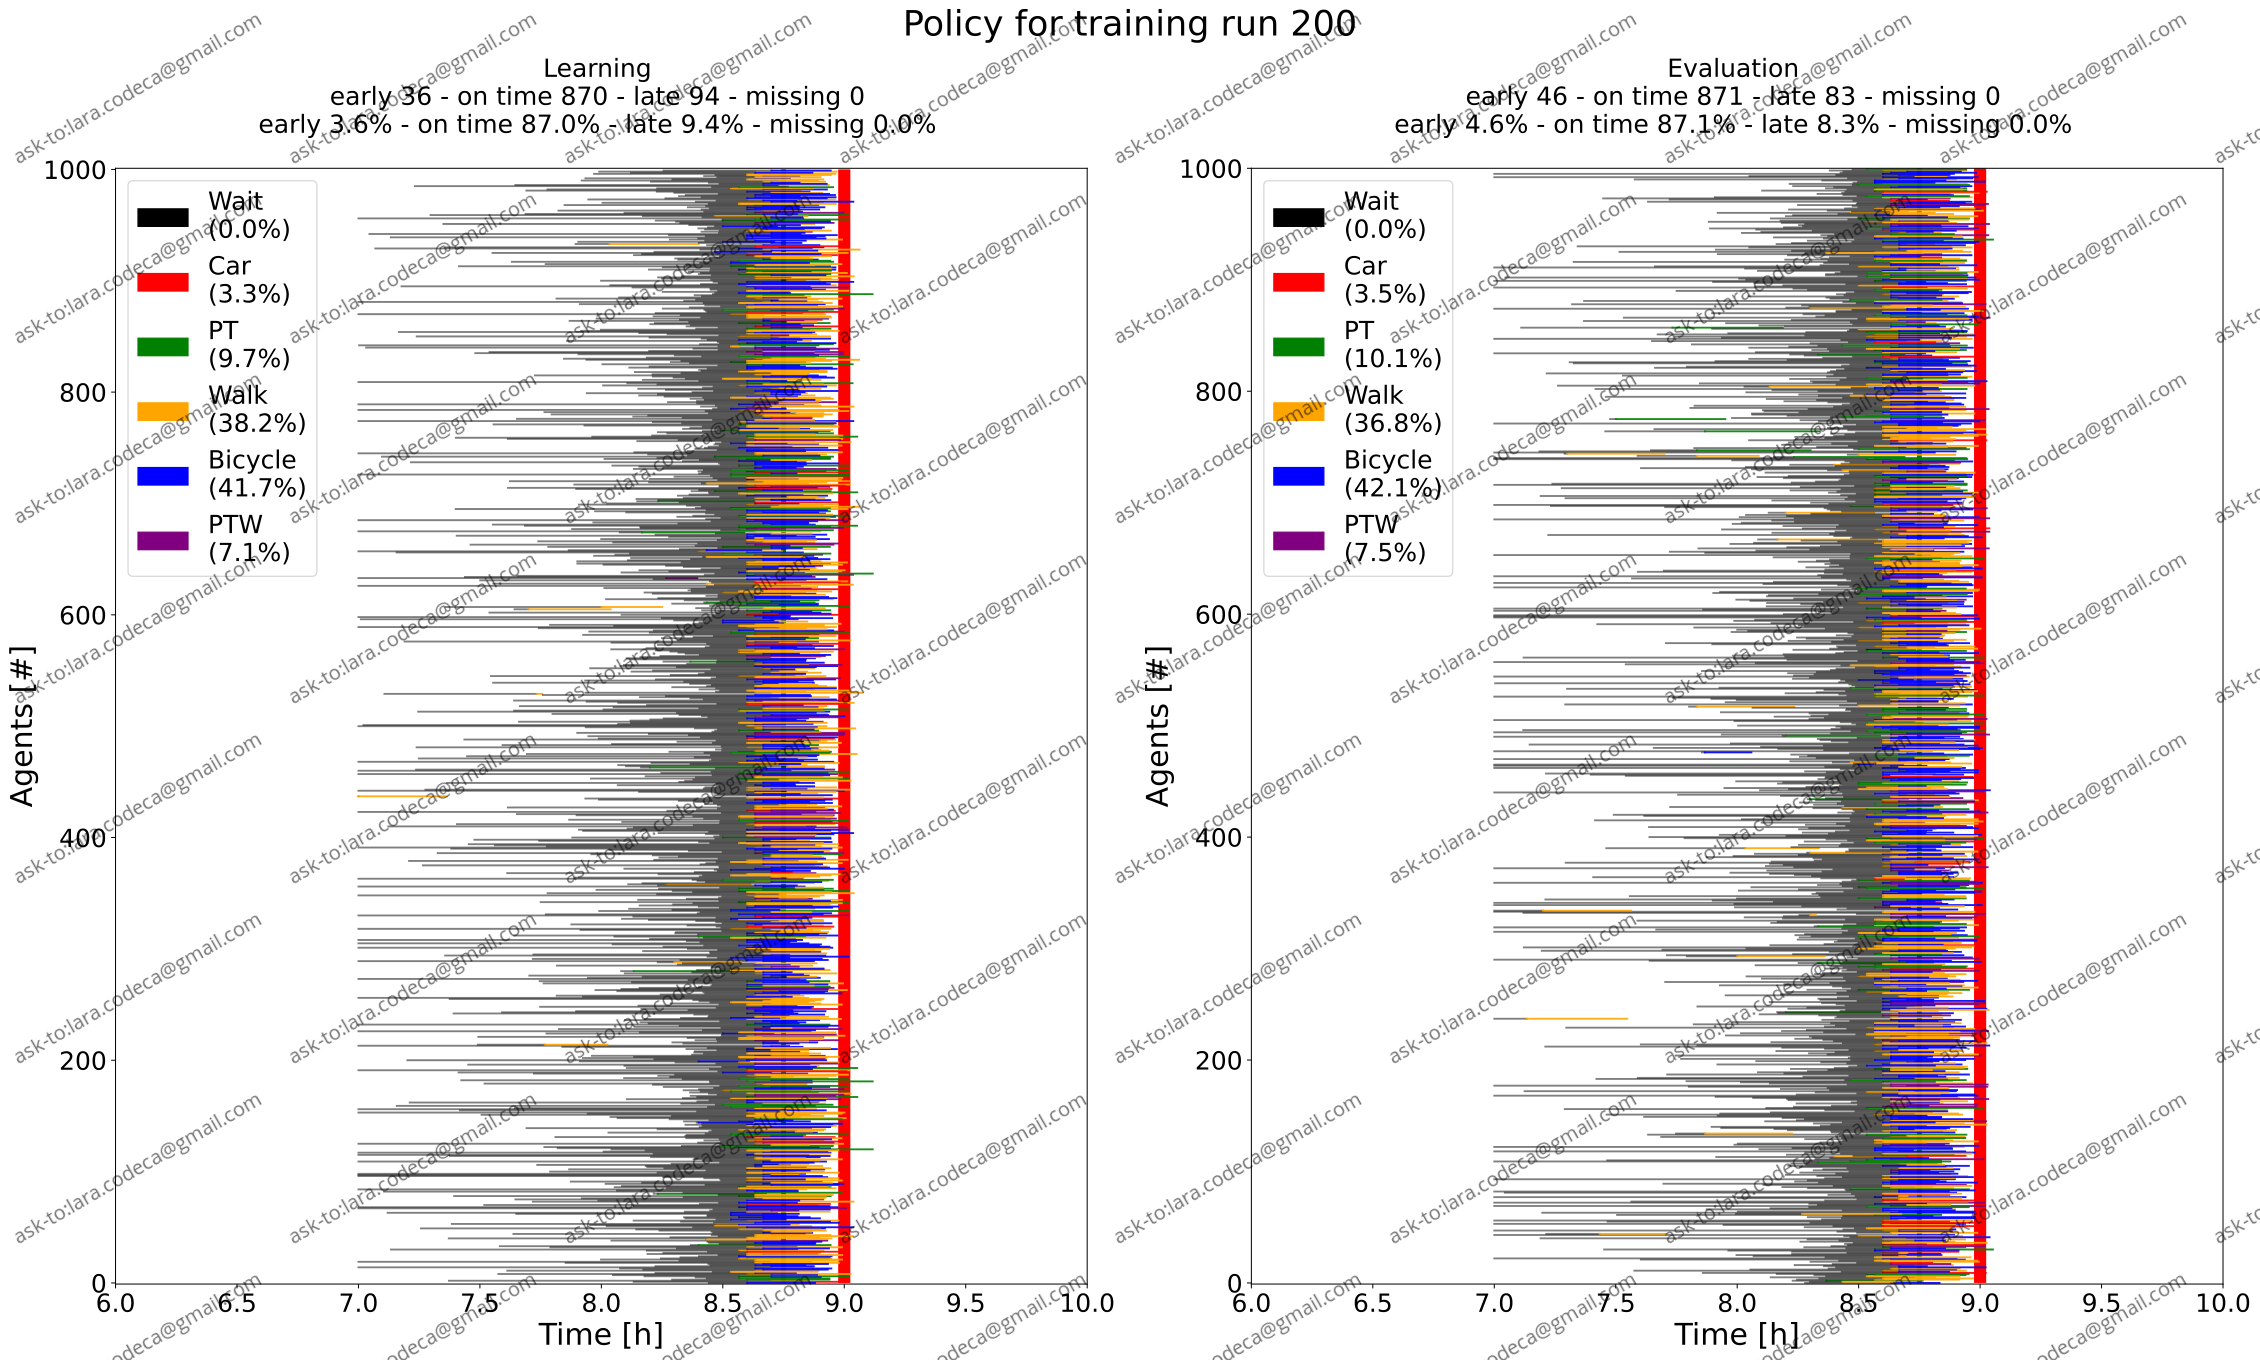 Policy for training run 200
Learning
early 36 - on time 870 - late 94 - missing 0
early 3.6% - on time 87.0% - late 9.4% - missing 0.0%
Agents [#]
1000
800
600
400
200
0
Wait
(0.0%)
Car
(3.3%)
PT
(9.7%)
Walk
(38.2%)
Bicycle
(41.7%)
PTW
(7.1%)
6.0 6.5 7.0 7.5 8.0 8.5 9.0 9.5 10.0
Time [h]
Evaluation
early 46 - on time 871 - late 83 - missing 0
early 4.6% - on time 87.1% - late 8.3% - missing 0.0%
Agents [#]
1000
800
600
400
200
0
Wait
(0.0%)
Car
(3.5%)
PT
(10.1%)
Walk
(36.8%)
Bicycle
(42.1%)
PTW
(7.5%)
6.0 6.5 7.0 7.5 8.0 8.5 9.0 9.5 10.0
Time [h]
ask-to:lara.codeca@gmail.com